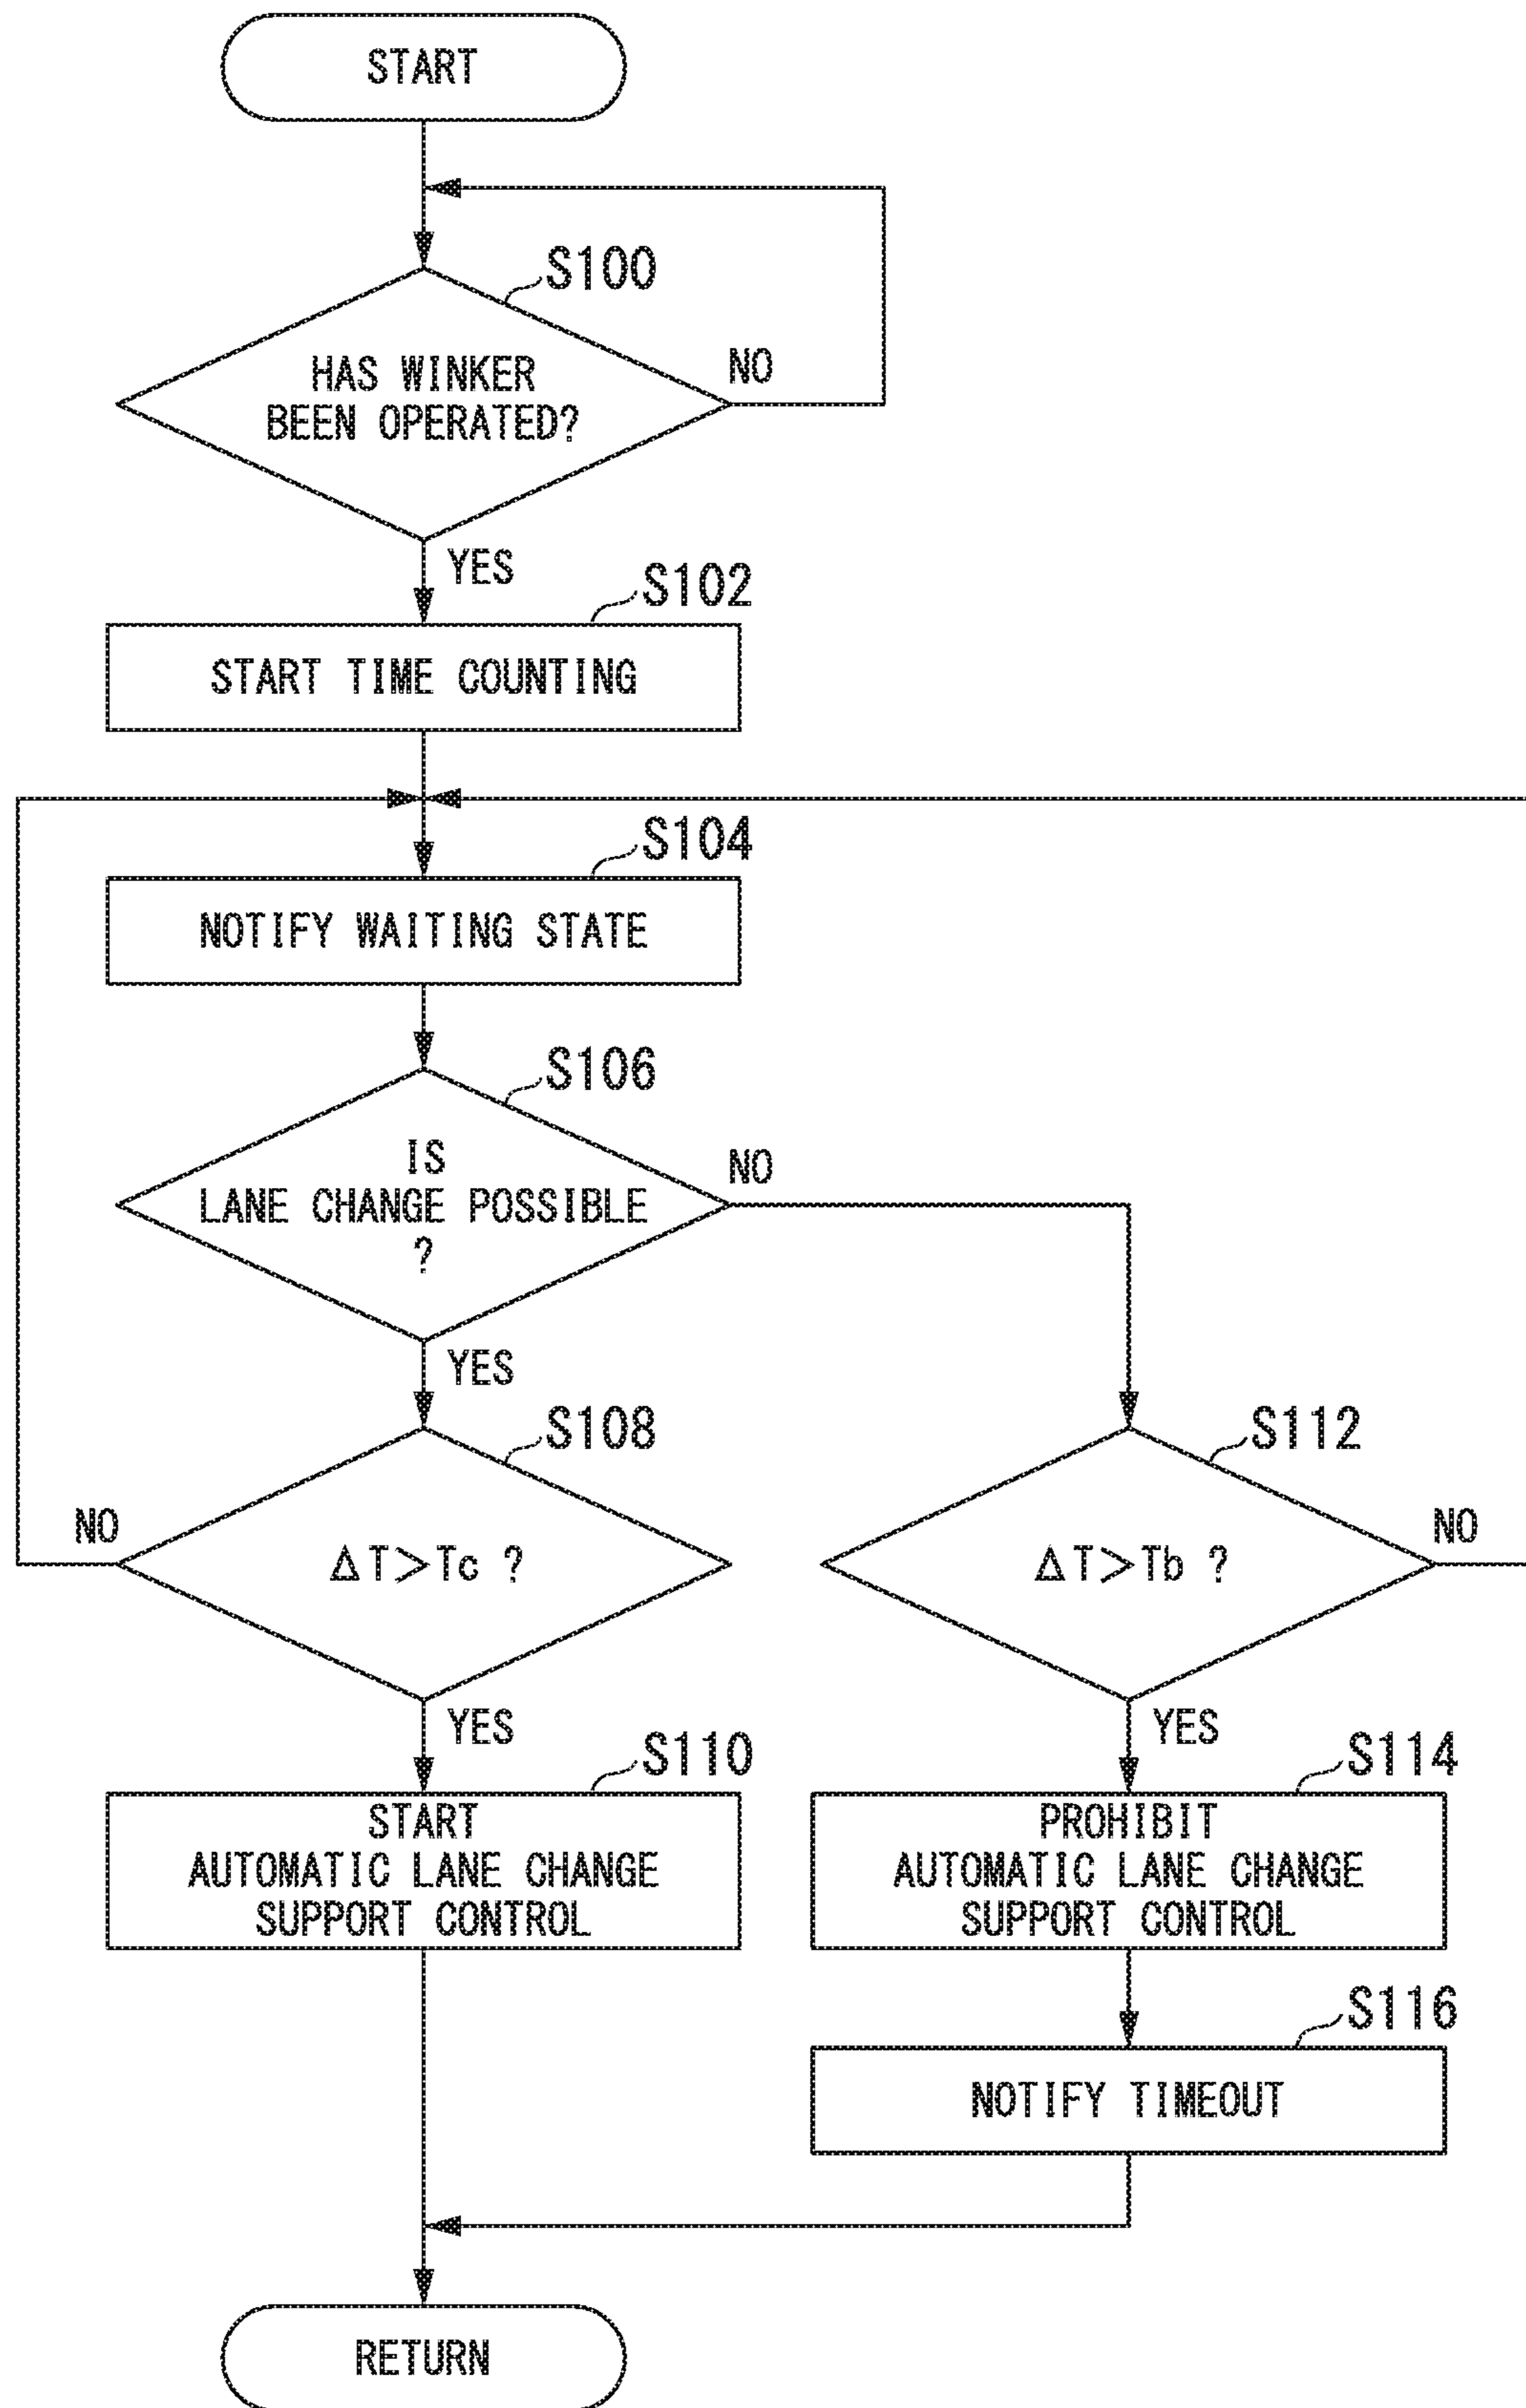 START
S100
HAS WINKER
BEEN OPERATED?
NO
YES
S102
START TIME COUNTING
S104
NOTIFY WAITING STATE
S106
IS
LANE CHANGE POSSIBLE
?
NO
YES
S108
ΔT>Tc ?
NO
YES
S112
ΔT>Tb ?
NO
YES
S110
START
AUTOMATIC LANE CHANGE
SUPPORT CONTROL
S114
PROHIBIT
AUTOMATIC LANE CHANGE
SUPPORT CONTROL
S116
NOTIFY TIMEOUT
RETURN